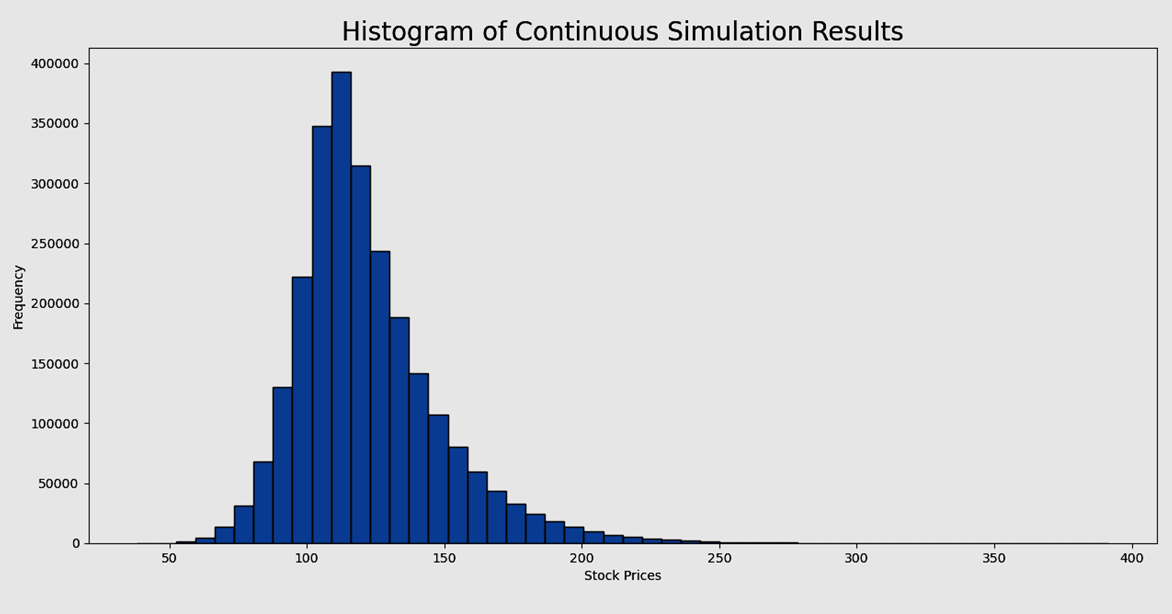 Histogram of Continuous Simulation Results
400000
350000
300000
250000
200000
150000
100000
50000
0
Frequency
50 100 150 200 250 300 350 400
Stock Prices